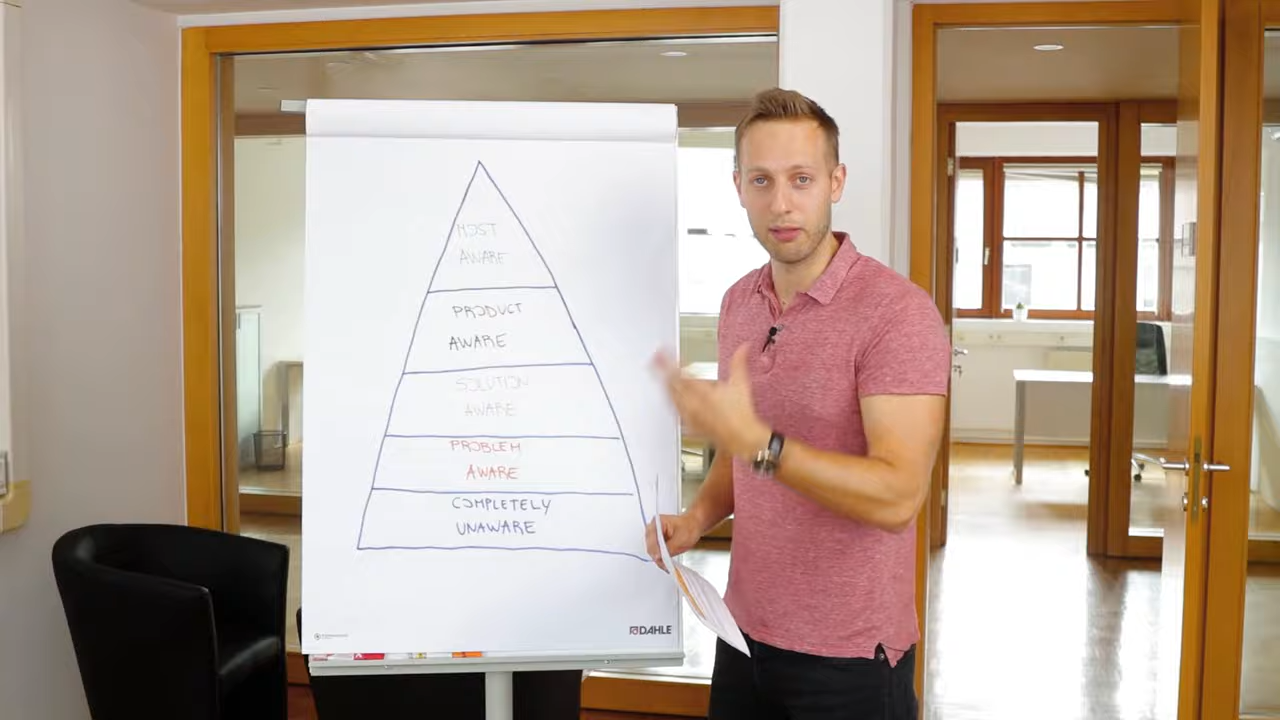 MOST
AWARE
PRODUCT
AWARE
SOLUTION
AWARE
PROBLEM
AWARE
COMPLETELY
UNAWARE
DAHLE